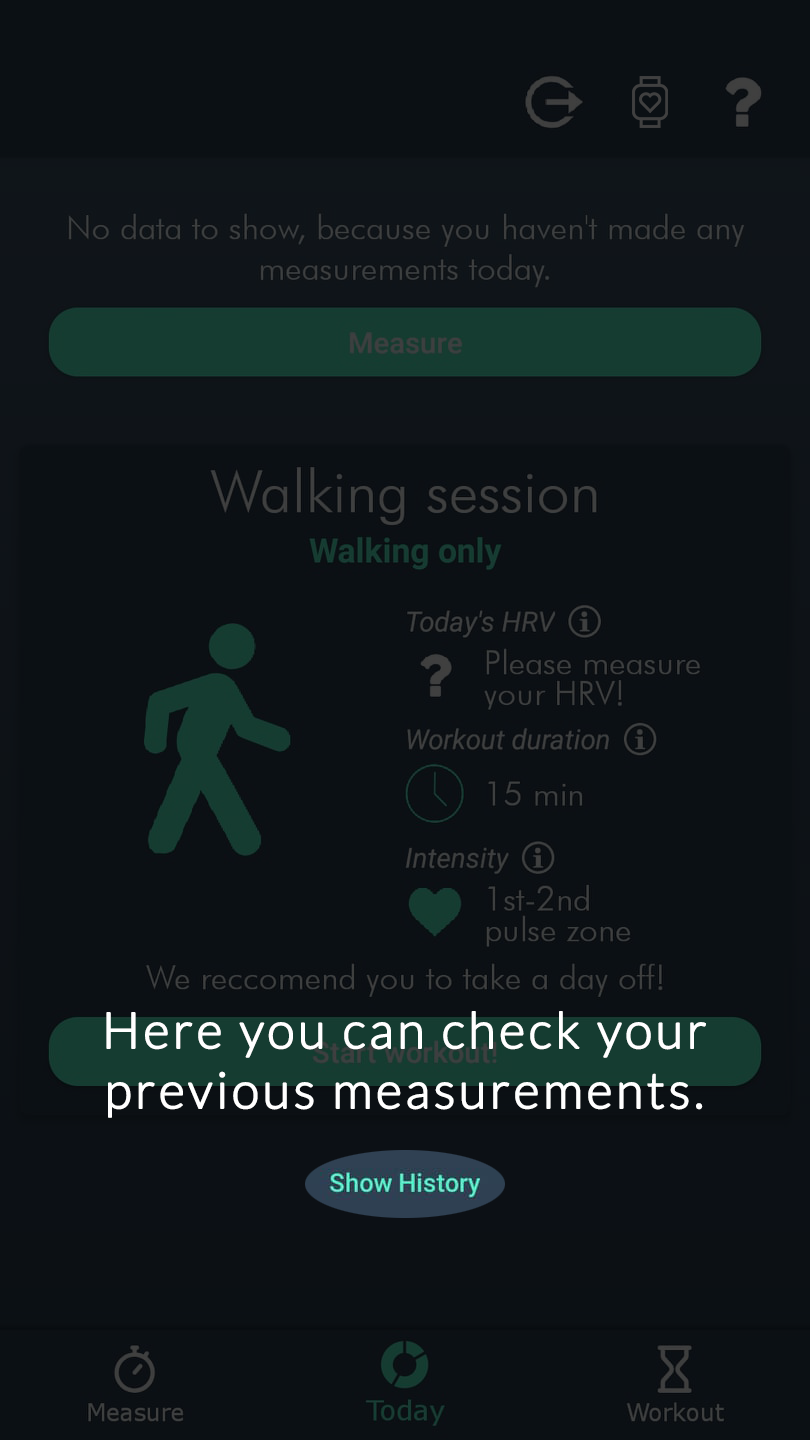 No data to show, because you haven't made any
measurements today.
Measure
Walking session
Walking only
Today's HRV
Please measure
your HRV!
Workout duration
15 min
Intensity
1st-2nd
pulse zone
We reccomend you to take a day off!
Start workout!
Here you can check your
previous measurements.
Show History
Measure
Today
Workout